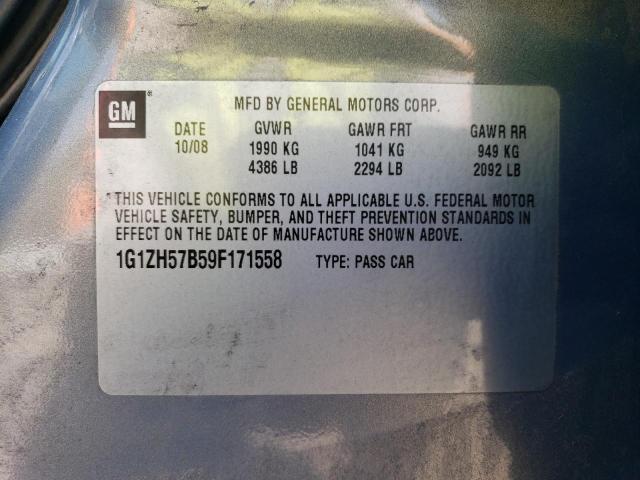 GM ® MFD BY GENERAL MOTORS CORP.
DATE GVWR GAWR FRT GAWR RR
10/08 1990 KG 1041 KG 949 KG
4386 LB 2294 LB 2092 LB
*THIS VEHICLE CONFORMS TO ALL APPLICABLE U.S. FEDERAL MOTOR
VEHICLE SAFETY, BUMPER, AND THEFT PREVENTION STANDARDS IN
EFFECT ON THE DATE OF MANUFACTURE SHOWN ABOVE.
1G1ZH57B59F171558 TYPE: PASS CAR